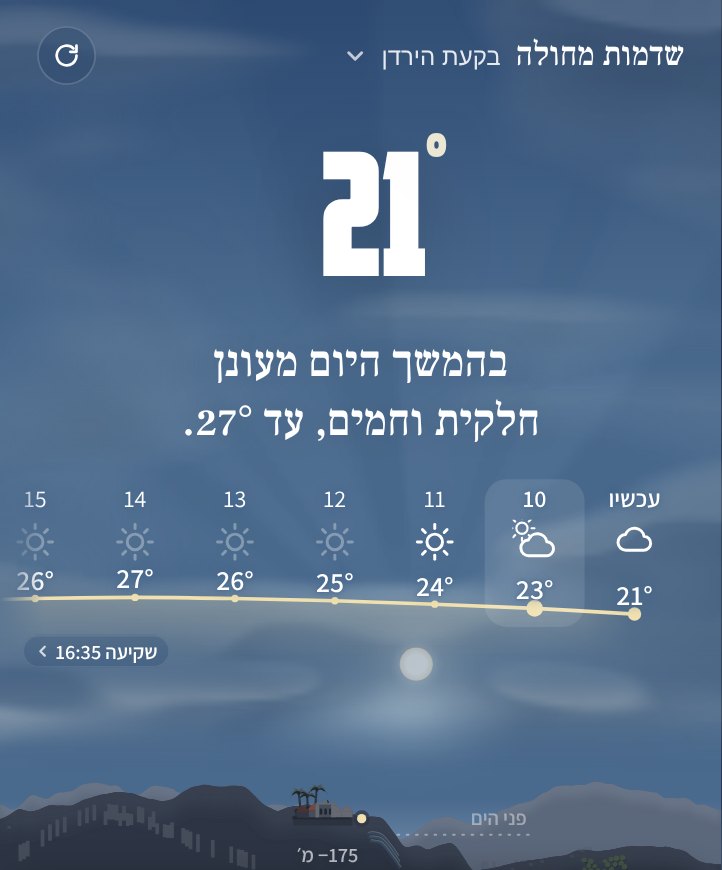 שדמות מחולה בקעת הירדן
21°
בהמשך היום מעונן
חלקית וחמים, עד 27°.
עכשיו 10 11 12 13 14 15
21° 23° 24° 25° 26° 27° 26°
שקיעה 16:35
פני הים
−175 מ׳